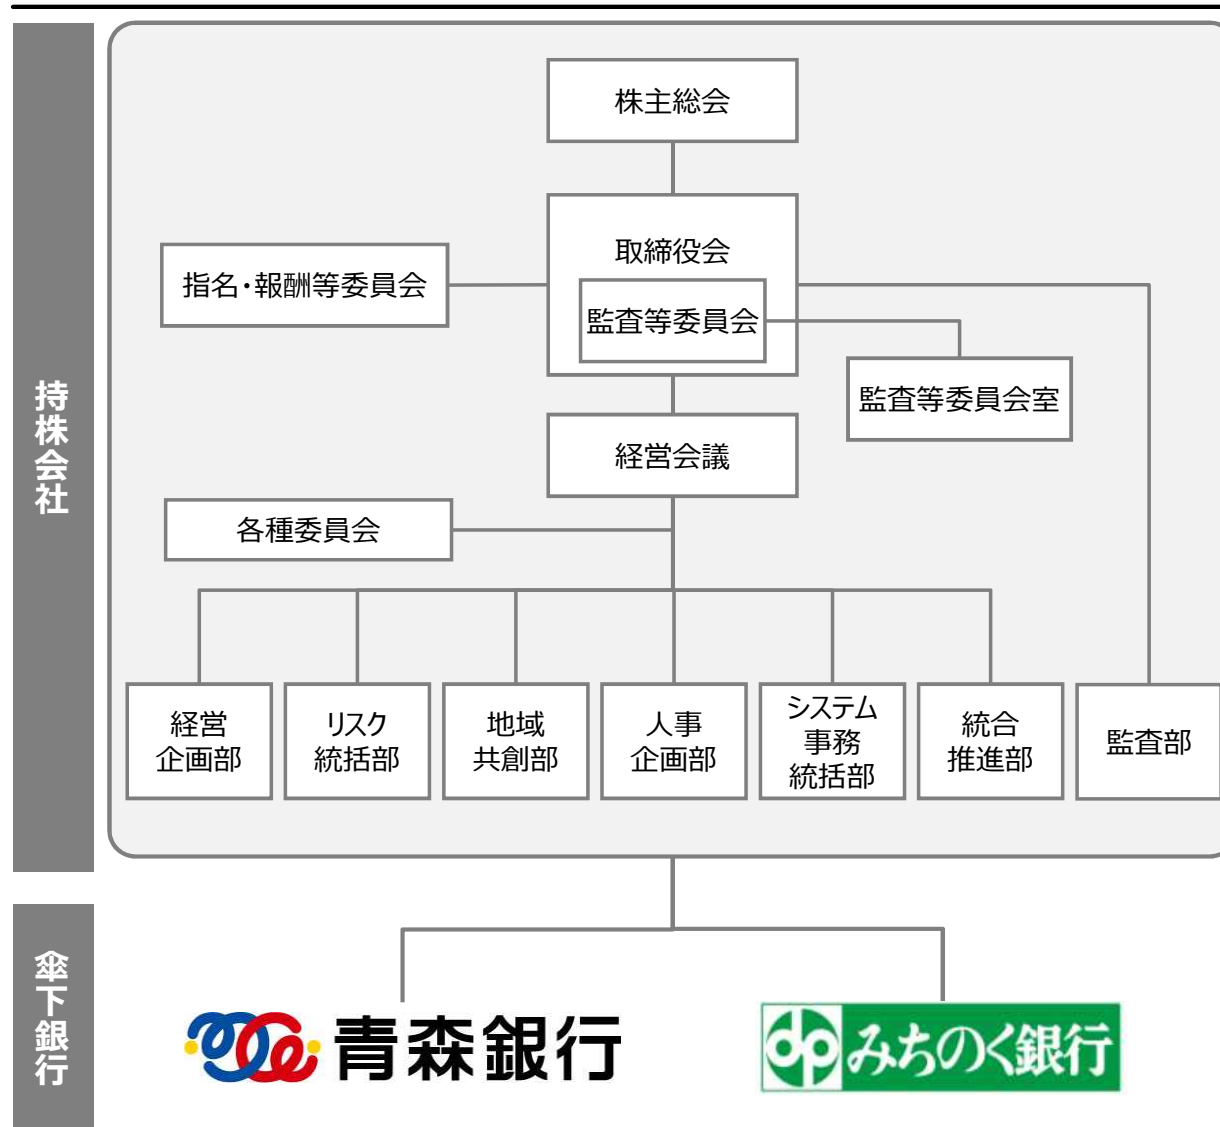 持株会社
株主総会
取締役会
指名・報酬等委員会
監査等委員会
監査等委員会室
経営会議
各種委員会
経営
企画部
リスク
統括部
地域
共創部
人事
企画部
システム
事務
統括部
統合
推進部
監査部
傘下銀行
青森銀行
みちのく銀行